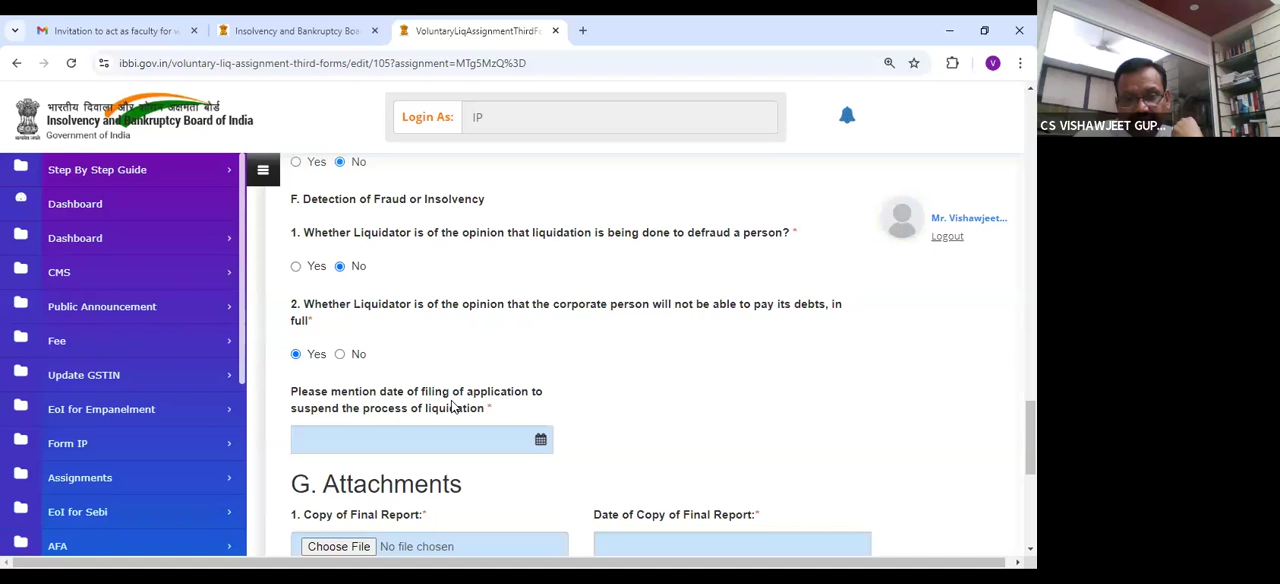 Invitation to act as faculty for w
Insolvency and Bankruptcy Boa
VoluntaryLiqAssignmentThirdFo
ibbi.gov.in/voluntary-liq-assignment-third-forms/edit/105?assignment=MTg5MzQ%3D
V
भारतीय दिवाला और शोधन अक्षमता बोर्ड
Insolvency and Bankruptcy Board of India
Government of India
Login As:
IP
CS VISHAWJEET GUP...
Step By Step Guide
Dashboard
Dashboard
CMS
Public Announcement
Fee
Update GSTIN
EoI for Empanelment
Form IP
Assignments
EoI for Sebi
AFA
Yes No
F. Detection of Fraud or Insolvency
Mr. Vishawjeet...
Logout
1. Whether Liquidator is of the opinion that liquidation is being done to defraud a person? *
Yes No
2. Whether Liquidator is of the opinion that the corporate person will not be able to pay its debts, in
full*
Yes No
Please mention date of filing of application to
suspend the process of liquidation *
G. Attachments
1. Copy of Final Report:*
Date of Copy of Final Report:*
Choose File No file chosen